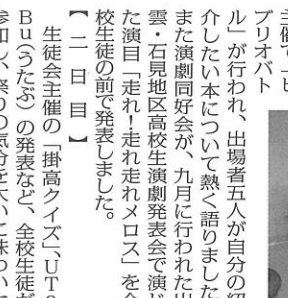 主催で「ビ
ブリオバト
ル」が行われ、出場者五人が自分の紹
介したい本について熱く語りました
また演劇同好会が、九月に行われた出
雲・石見地区高校生演劇発表会で演じ
た演目「走れ!走れ走れメロス」を全
校生徒の前で発表しました。
【二日目】
生徒会主催の「掛高クイズ」、UTa
Bu(うたぶ)の発表など、全校生徒が
参加し、祭りの気分を大いに味わいま